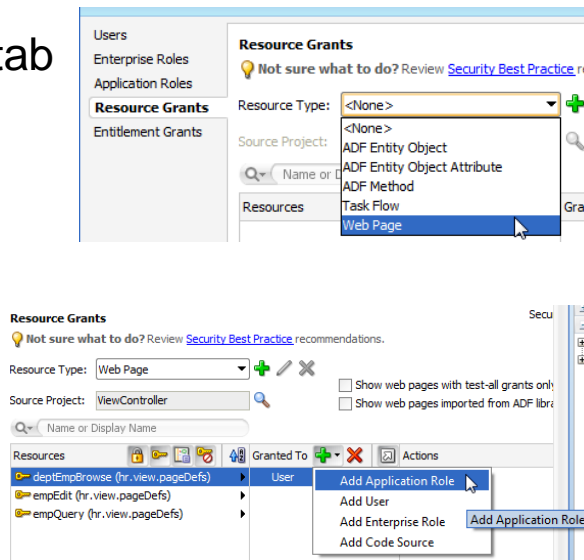 tab
Users
Enterprise Roles
Application Roles
Resource Grants
Entitlement Grants
Resource Grants
Not sure what to do? Review Security Best Practice re
Resource Type: <None>
<None>
ADF Entity Object
ADF Entity Object Attribute
ADF Method
Task Flow
Web Page
Source Project:
Name or D
Resources
Gra
Resource Grants
Secu
Not sure what to do? Review Security Best Practice recommendations.
Resource Type: Web Page
Show web pages with test-all grants only
Source Project: ViewController
Show web pages imported from ADF libra
Name or Display Name
Resources Granted To Actions
deptEmpBrowse (hr.view.pageDefs) User
empEdit (hr.view.pageDefs)
empQuery (hr.view.pageDefs)
Add Application Role
Add User
Add Enterprise Role
Add Code Source
Add Application Role